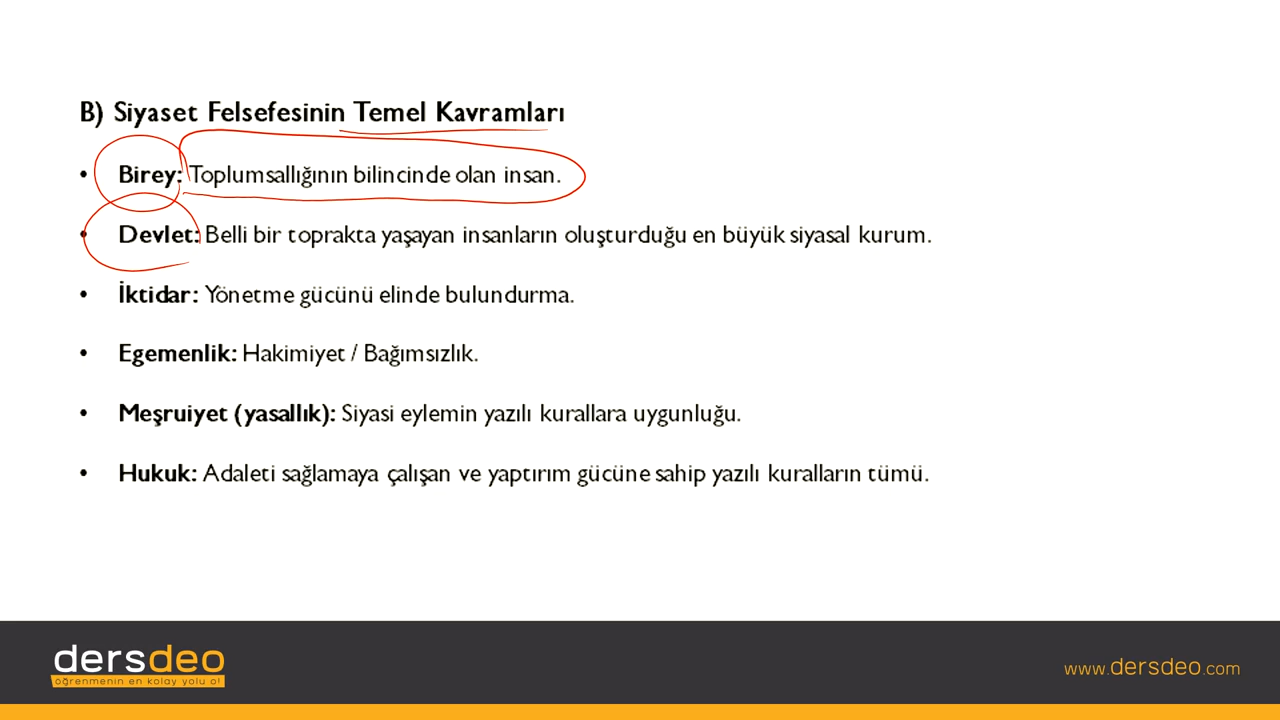 B) Siyaset Felsefesinin Temel Kavramları
• Birey: Toplumsallığının bilincinde olan insan.
• Devlet: Belli bir toprakta yaşayan insanların oluşturduğu en büyük siyasal kurum.
• İktidar: Yönetme gücünü elinde bulundurma.
• Egemenlik: Hakimiyet / Bağımsızlık.
• Meşruiyet (yasallık): Siyasi eylemin yazılı kurallara uygunluğu.
• Hukuk: Adaleti sağlamaya çalışan ve yaptırım gücüne sahip yazılı kuralların tümü.
dersdeo
öğrenmenin en kolay yolu o!
www.dersdeo.com